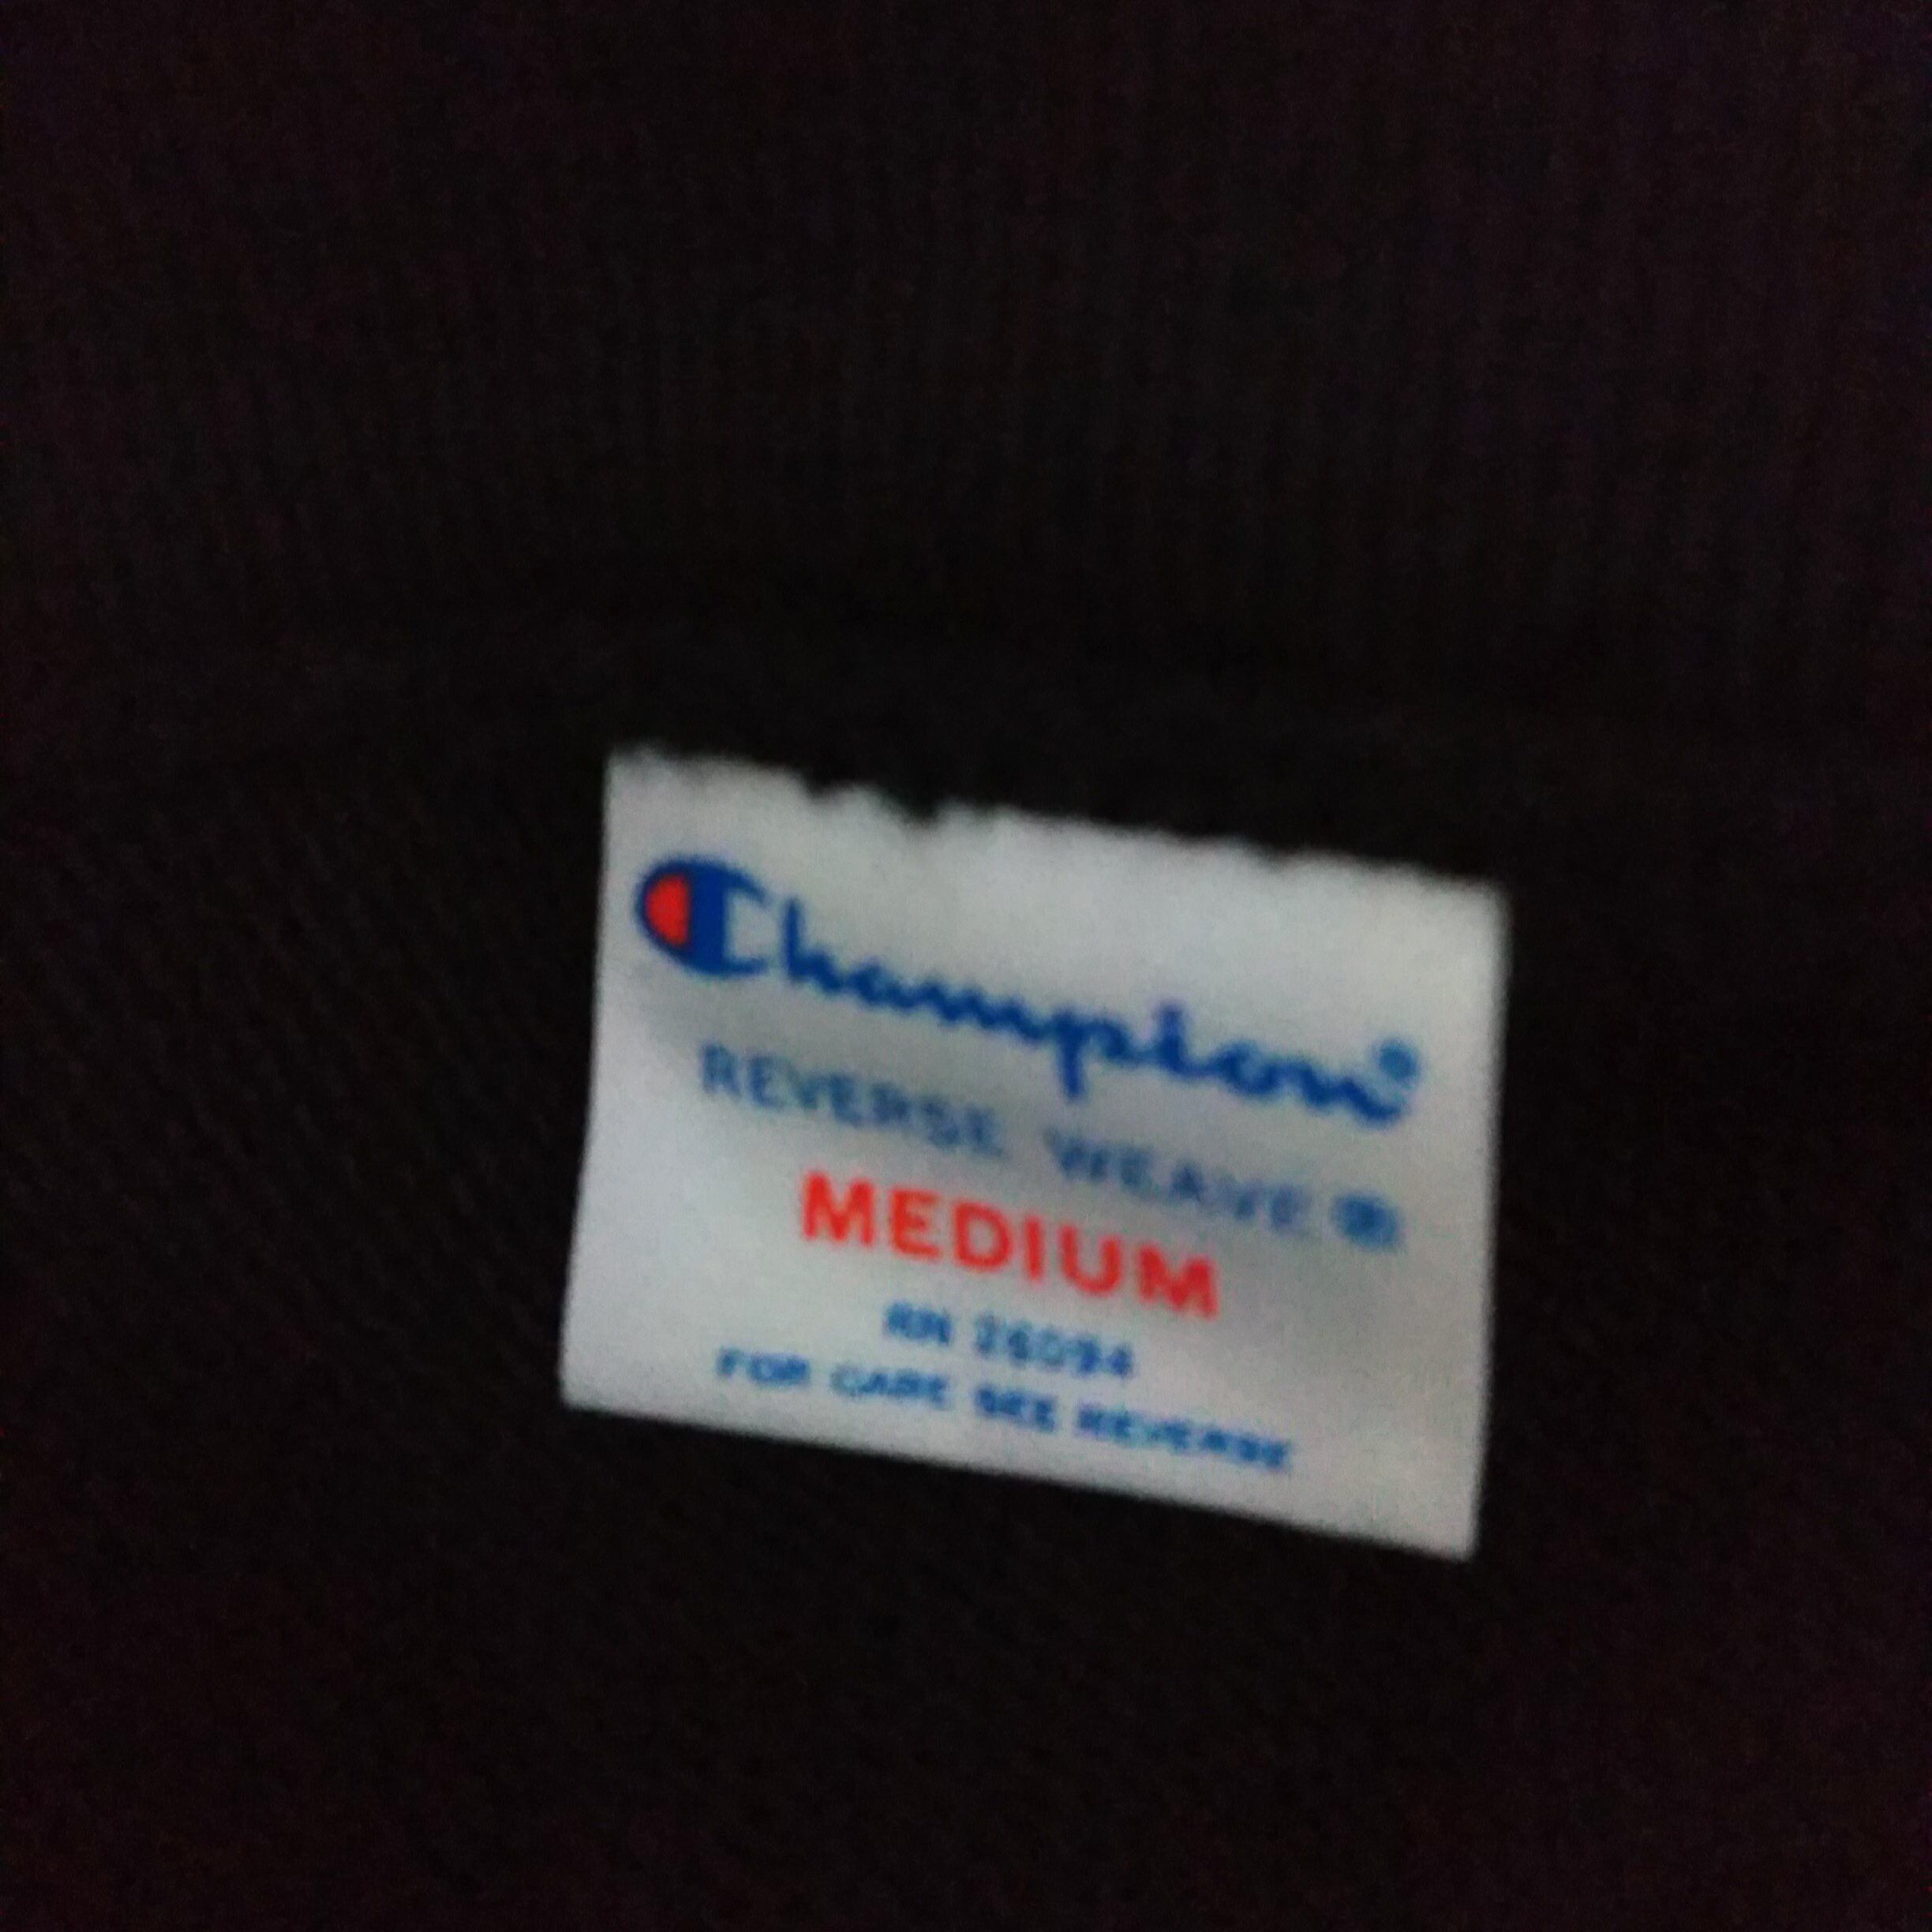 Champion®
REVERSE WEAVE ®
MEDIUM
RN 26094
FOR CARE SEE REVERSE